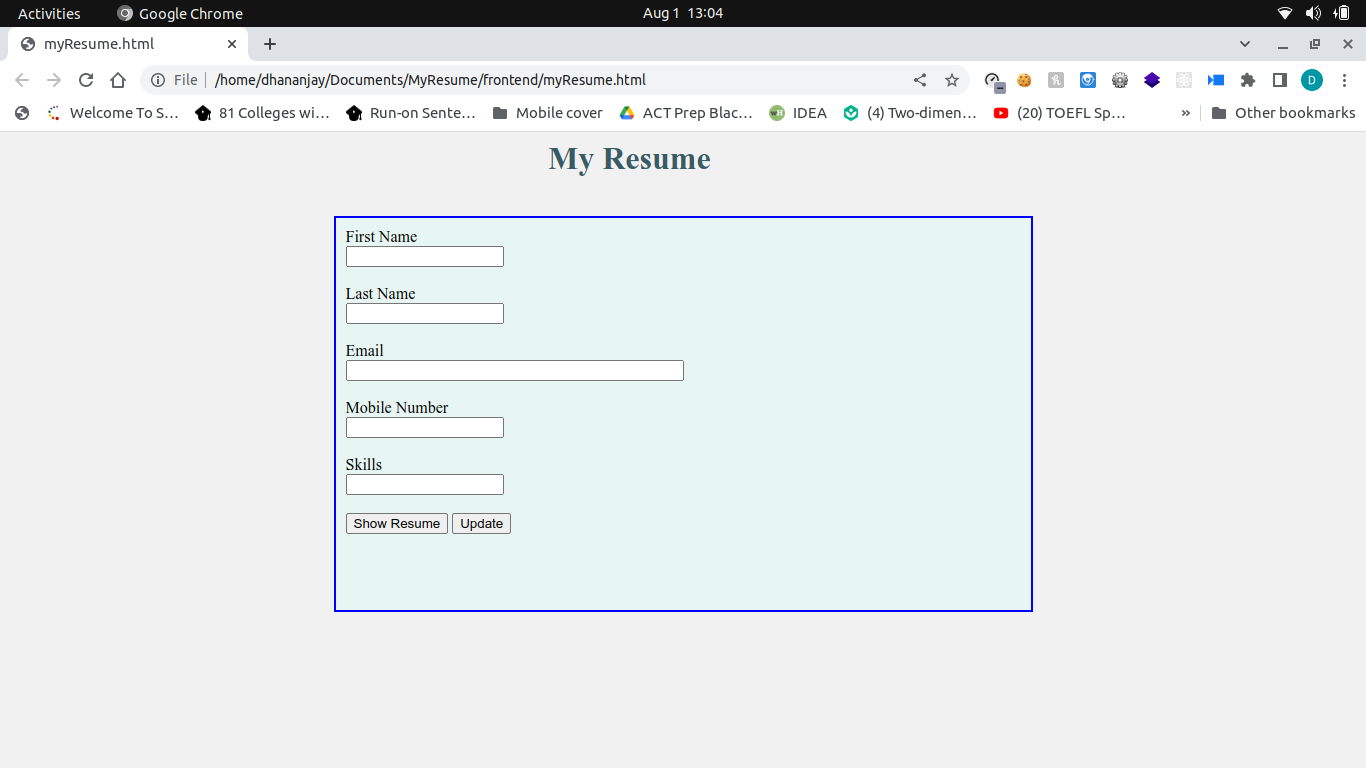 Activities Google Chrome Aug 1 13:04
myResume.html
File /home/dhananjay/Documents/MyResume/frontend/myResume.html D
Welcome To S… 81 Colleges wi… Run-on Sente… Mobile cover ACT Prep Blac… IDEA (4) Two-dimen… (20) TOEFL Sp… » Other bookmarks
My Resume
First Name
Last Name
Email
Mobile Number
Skills
Show Resume Update